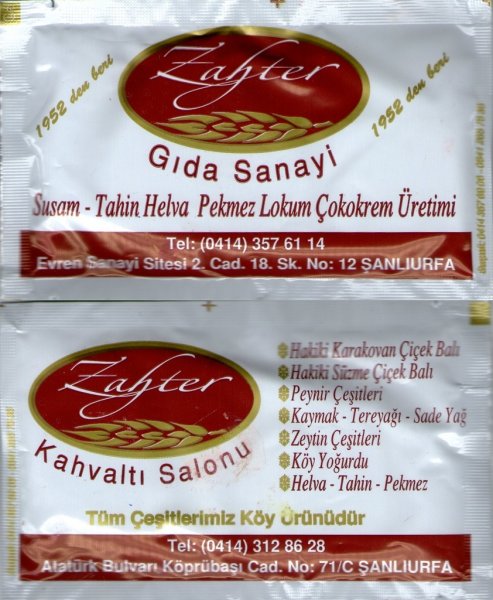 Zahter
1952 den beri
1952 den beri
Gıda Sanayi
Susam - Tahin Helva Pekmez Lokum Çokokrem Üretimi
Tel: (0414) 357 61 14
Evren Sanayi Sitesi 2. Cad. 18. Sk. No: 12 ŞANLIURFA
Zahter
Kahvaltı Salonu
Hakiki Karakovan Çiçek Balı
Hakiki Süzme Çiçek Balı
Peynir Çeşitleri
Kaymak - Tereyağı - Sade Yağ
Zeytin Çeşitleri
Köy Yoğurdu
Helva - Tahin - Pekmez
Tüm Çeşitlerimiz Köy Ürünüdür
Tel: (0414) 312 86 28
Atatürk Bulvarı Köprübaşı Cad. No: 71/C ŞANLIURFA